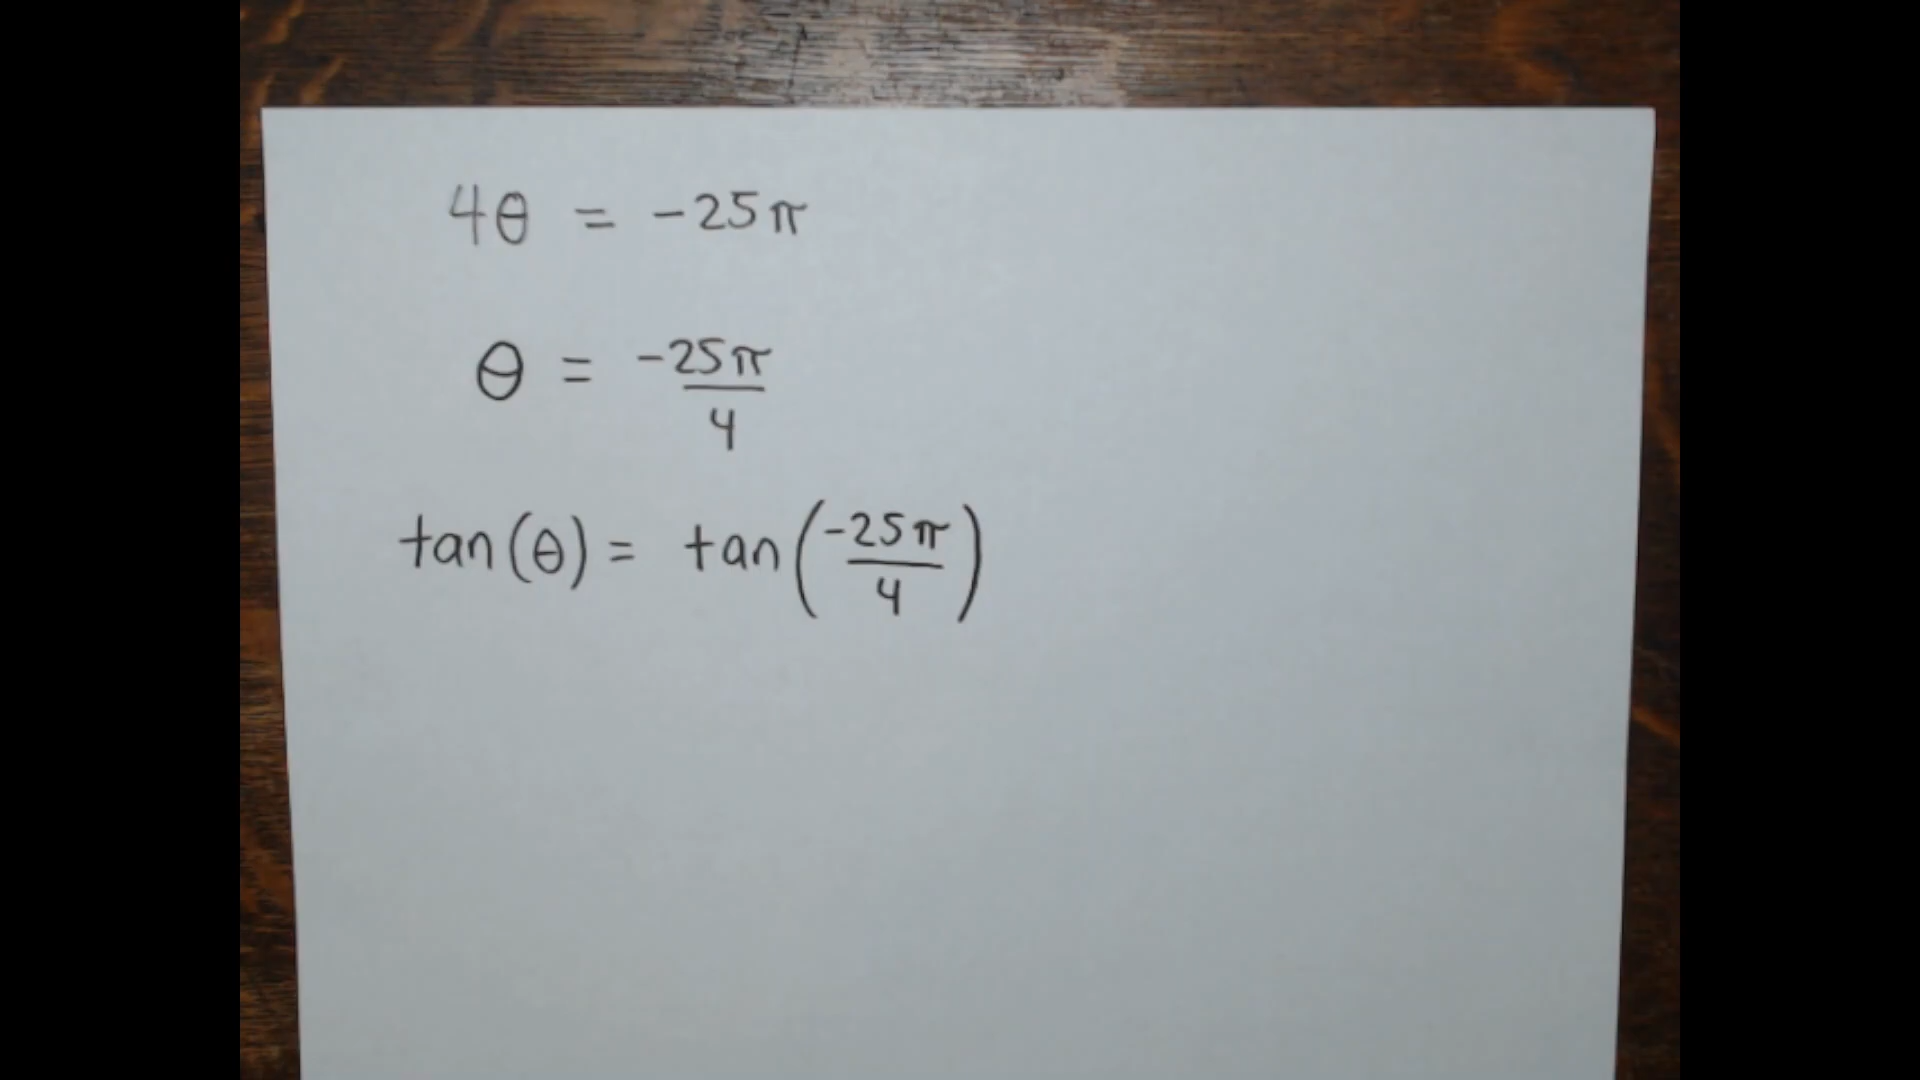 4θ = -25π
θ = -25π/4
tan(θ) = tan(-25π/4)